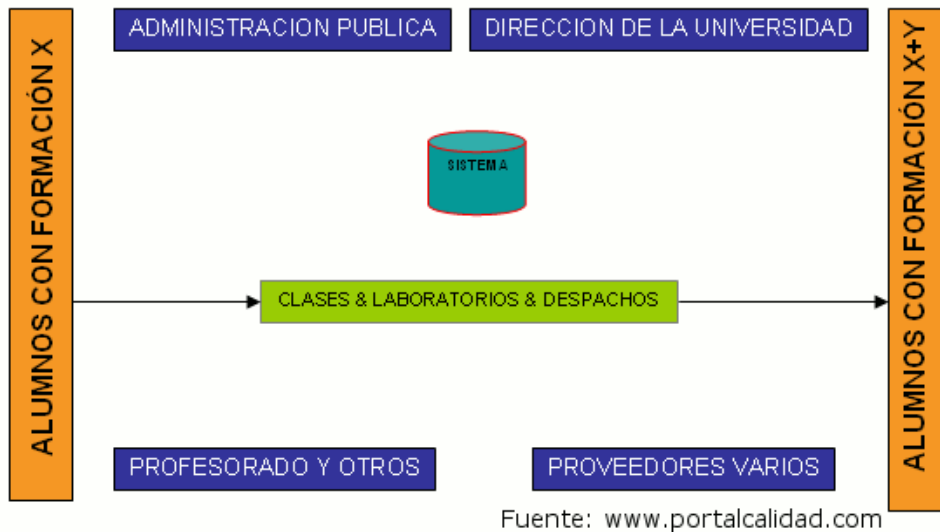 ALUMNOS CON FORMACIÓN X
ADMINISTRACION PUBLICA
DIRECCION DE LA UNIVERSIDAD
SISTEMA
CLASES & LABORATORIOS & DESPACHOS
ALUMNOS CON FORMACIÓN X+Y
PROFESORADO Y OTROS
PROVEEDORES VARIOS
Fuente: www.portalcalidad.com